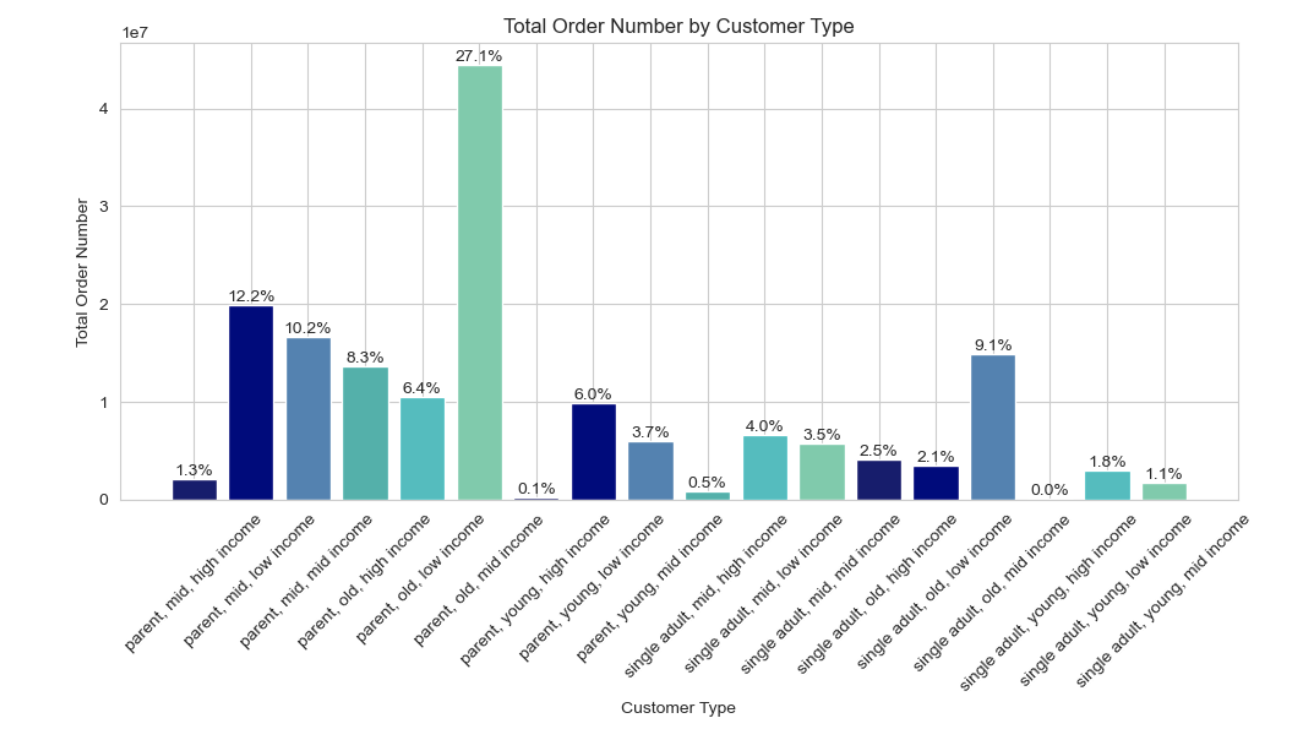 Total Order Number by Customer Type
1e7
Total Order Number
4
3
2
1
0
1.3%
12.2%
10.2%
8.3%
6.4%
27.1%
0.1%
6.0%
3.7%
0.5%
4.0%
3.5%
2.5%
2.1%
9.1%
0.0%
1.8%
1.1%
parent, mid, high income
parent, mid, low income
parent, mid, mid income
parent, old, high income
parent, old, low income
parent, old, mid income
parent, young, high income
parent, young, low income
parent, young, mid income
single adult, mid, high income
single adult, mid, low income
single adult, mid, mid income
single adult, old, high income
single adult, old, low income
single adult, old, mid income
single adult, young, high income
single adult, young, low income
single adult, young, mid income
Customer Type